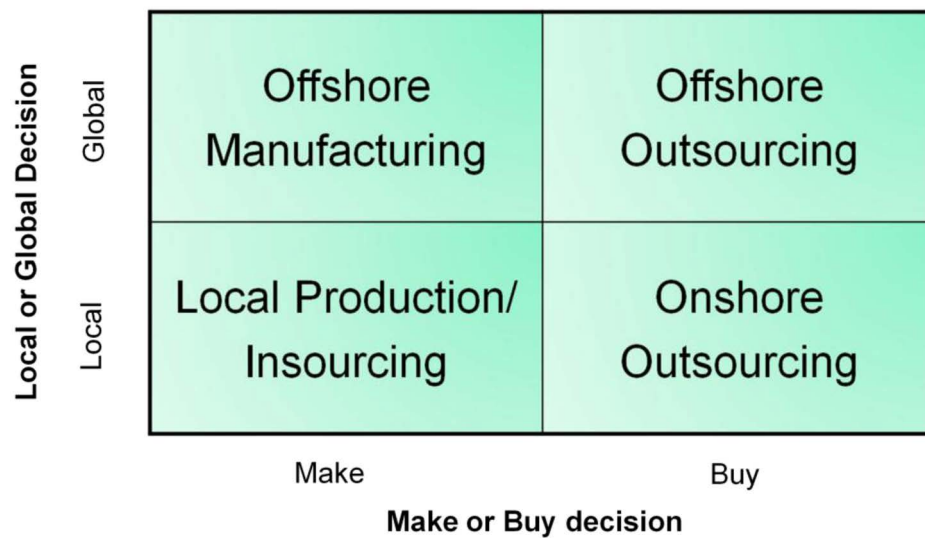 Local or Global Decision
Global
Offshore
Manufacturing
Offshore
Outsourcing
Local
Local Production/
Insourcing
Onshore
Outsourcing
Make
Buy
Make or Buy decision